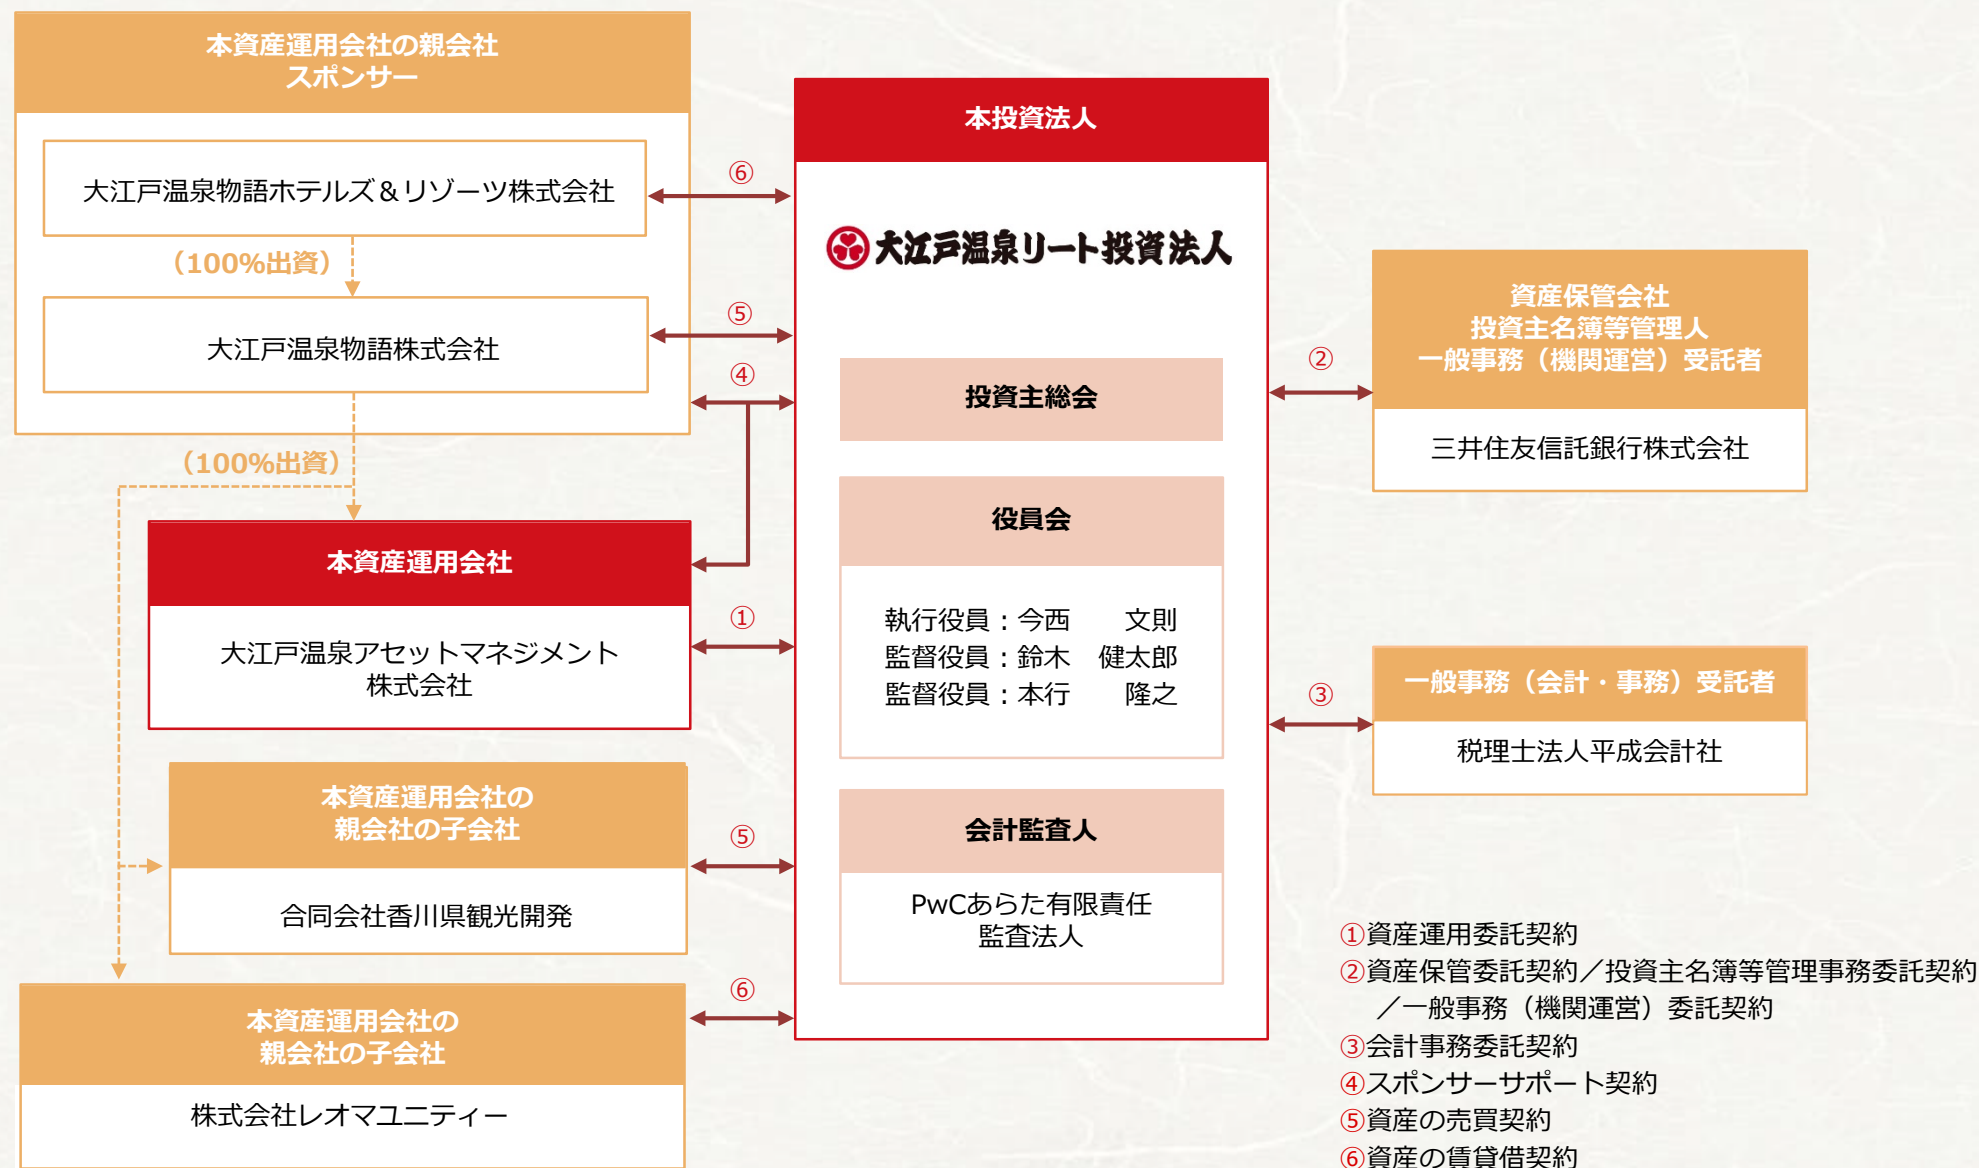 本資産運用会社の親会社
スポンサー
大江戸温泉物語ホテルズ＆リゾーツ株式会社
（100%出資）
大江戸温泉物語株式会社
（100%出資）
本資産運用会社
大江戸温泉アセットマネジメント
株式会社
本資産運用会社の
親会社の子会社
合同会社香川県観光開発
本資産運用会社の
親会社の子会社
株式会社レオマユニティー
⑥
⑤
④
①
⑤
⑥
本投資法人
大江戸温泉リート投資法人
投資主総会
役員会
執行役員：今西　　文則
監督役員：鈴木　健太郎
監督役員：本行　　隆之
会計監査人
PwCあらた有限責任
監査法人
②
③
資産保管会社
投資主名簿等管理人
一般事務（機関運営）受託者
三井住友信託銀行株式会社
一般事務（会計・事務）受託者
税理士法人平成会計社
①資産運用委託契約
②資産保管委託契約／投資主名簿等管理事務委託契約
／一般事務（機関運営）委託契約
③会計事務委託契約
④スポンサーサポート契約
⑤資産の売買契約
⑥資産の賃貸借契約